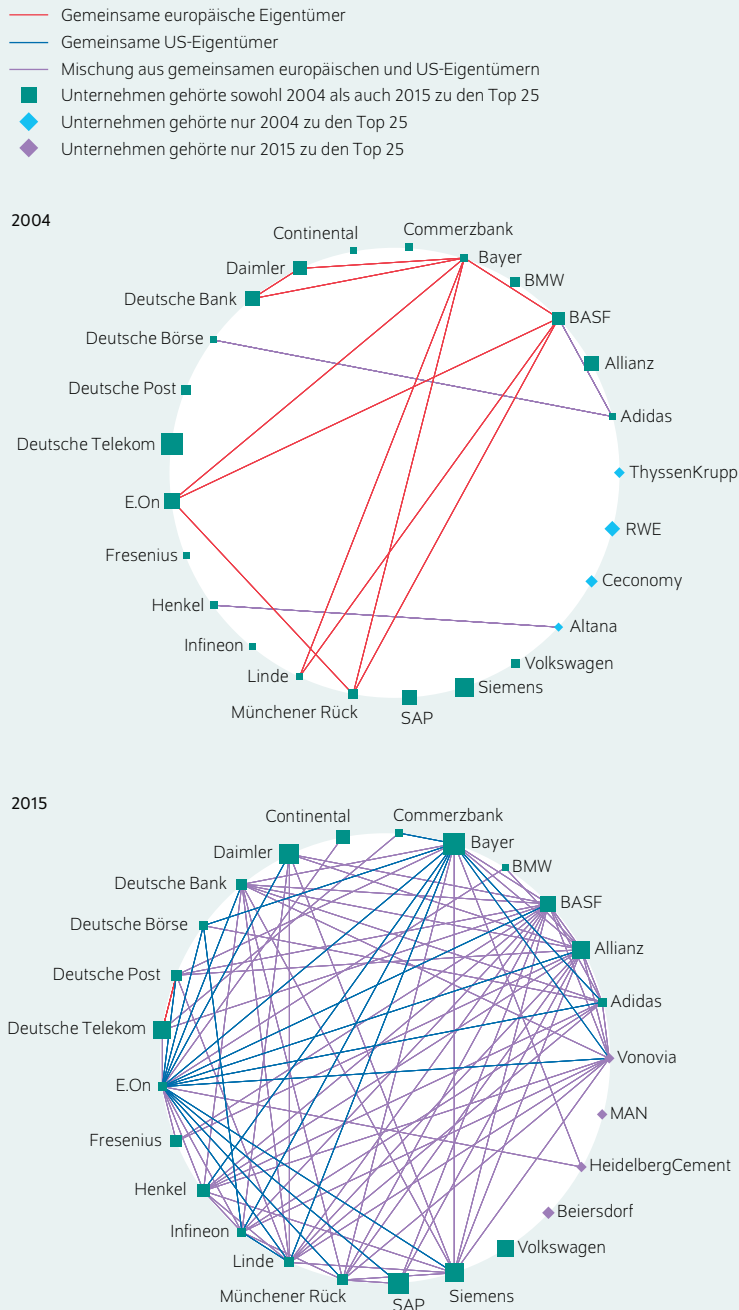 Gemeinsame europäische Eigentümer
Gemeinsame US-Eigentümer
Mischung aus gemeinsamen europäischen und US-Eigentümern
Unternehmen gehörte sowohl 2004 als auch 2015 zu den Top 25
Unternehmen gehörte nur 2004 zu den Top 25
Unternehmen gehörte nur 2015 zu den Top 25
2004
Commerzbank
Continental
Bayer
Daimler
BMW
Deutsche Bank
BASF
Deutsche Börse
Allianz
Deutsche Post
Adidas
Deutsche Telekom
ThyssenKrupp
E.On
RWE
Fresenius
Ceconomy
Henkel
Altana
Infineon
Volkswagen
Linde
Siemens
Münchener Rück
SAP
2015
Commerzbank
Continental
Bayer
Daimler
BMW
Deutsche Bank
BASF
Deutsche Börse
Allianz
Deutsche Post
Adidas
Deutsche Telekom
Vonovia
E.On
MAN
Fresenius
HeidelbergCement
Henkel
Beiersdorf
Infineon
Volkswagen
Linde
Münchener Rück
Siemens
SAP